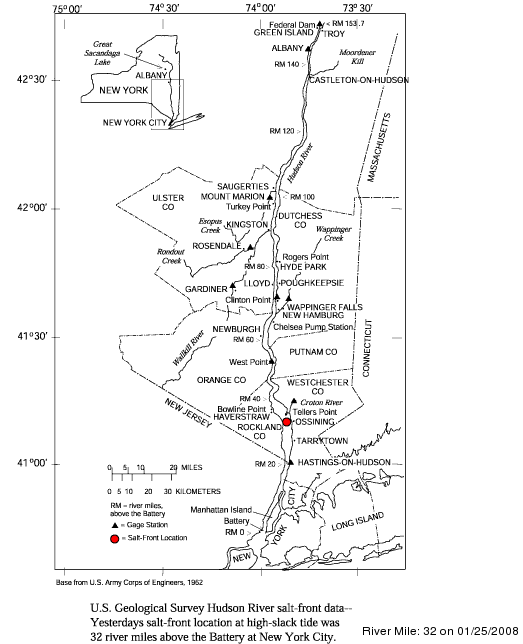 75°00'
74°30'
74°00'
73°30'
Federal Dam
< RM 153.7
GREEN ISLAND
TROY
Great
Sacandaga
Lake
ALBANY
Moordener
Kill
RM 140
ALBANY
42°30'
CASTLETON-ON-HUDSON
NEW YORK
NEW YORK CITY
RM 120
MASSACHUSETTS
Hudson River
SAUGERTIES
ULSTER
CO
MOUNT MARION
RM 100
Turkey Point
42°00'
DUTCHESS
CO
Esopus
Creek
KINGSTON
Wappinger
Creek
ROSENDALE
Rondout
Creek
Rogers Point
RM 80
HYDE PARK
LLOYD
POUGHKEEPSIE
GARDINER
Clinton Point
WAPPINGER FALLS
NEW HAMBURG
NEWBURGH
Chelsea Pump Station
41°30'
RM 60
Wallkill River
PUTNAM CO
CONNECTICUT
West Point
ORANGE CO
WESTCHESTER
CO
NEW JERSEY
RM 40
Croton River
Bowline Point
Tellers Point
HAVERSTRAW
OSSINING
ROCKLAND
CO
TARRYTOWN
41°00'
RM 20
HASTINGS-ON-HUDSON
0 5 10 20 MILES
0 5 10 20 30 KILOMETERS
RM = river miles,
above the Battery
= Gage Station
= Salt-Front Location
Manhattan Island
Battery
RM 0
NEW
YORK
CITY
LONG ISLAND
Base from U.S. Army Corps of Engineers, 1962
U.S. Geological Survey Hudson River salt-front data--
Yesterdays salt-front location at high-slack tide was
32 river miles above the Battery at New York City.
River Mile: 32 on 01/25/2008